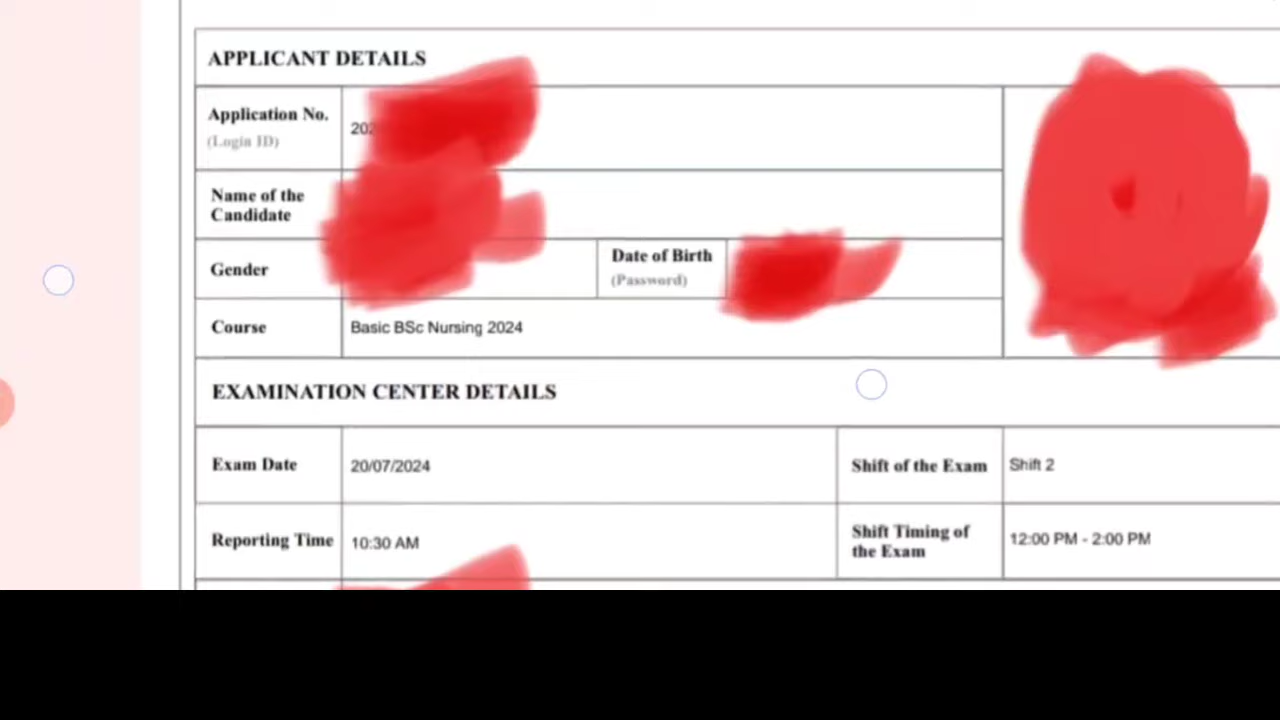 APPLICANT DETAILS
Application No.
(Login ID)
202
Name of the
Candidate
Gender
Date of Birth
(Password)
Course
Basic BSc Nursing 2024
EXAMINATION CENTER DETAILS
Exam Date
20/07/2024
Shift of the Exam
Shift 2
Reporting Time
10:30 AM
Shift Timing of
the Exam
12:00 PM - 2:00 PM